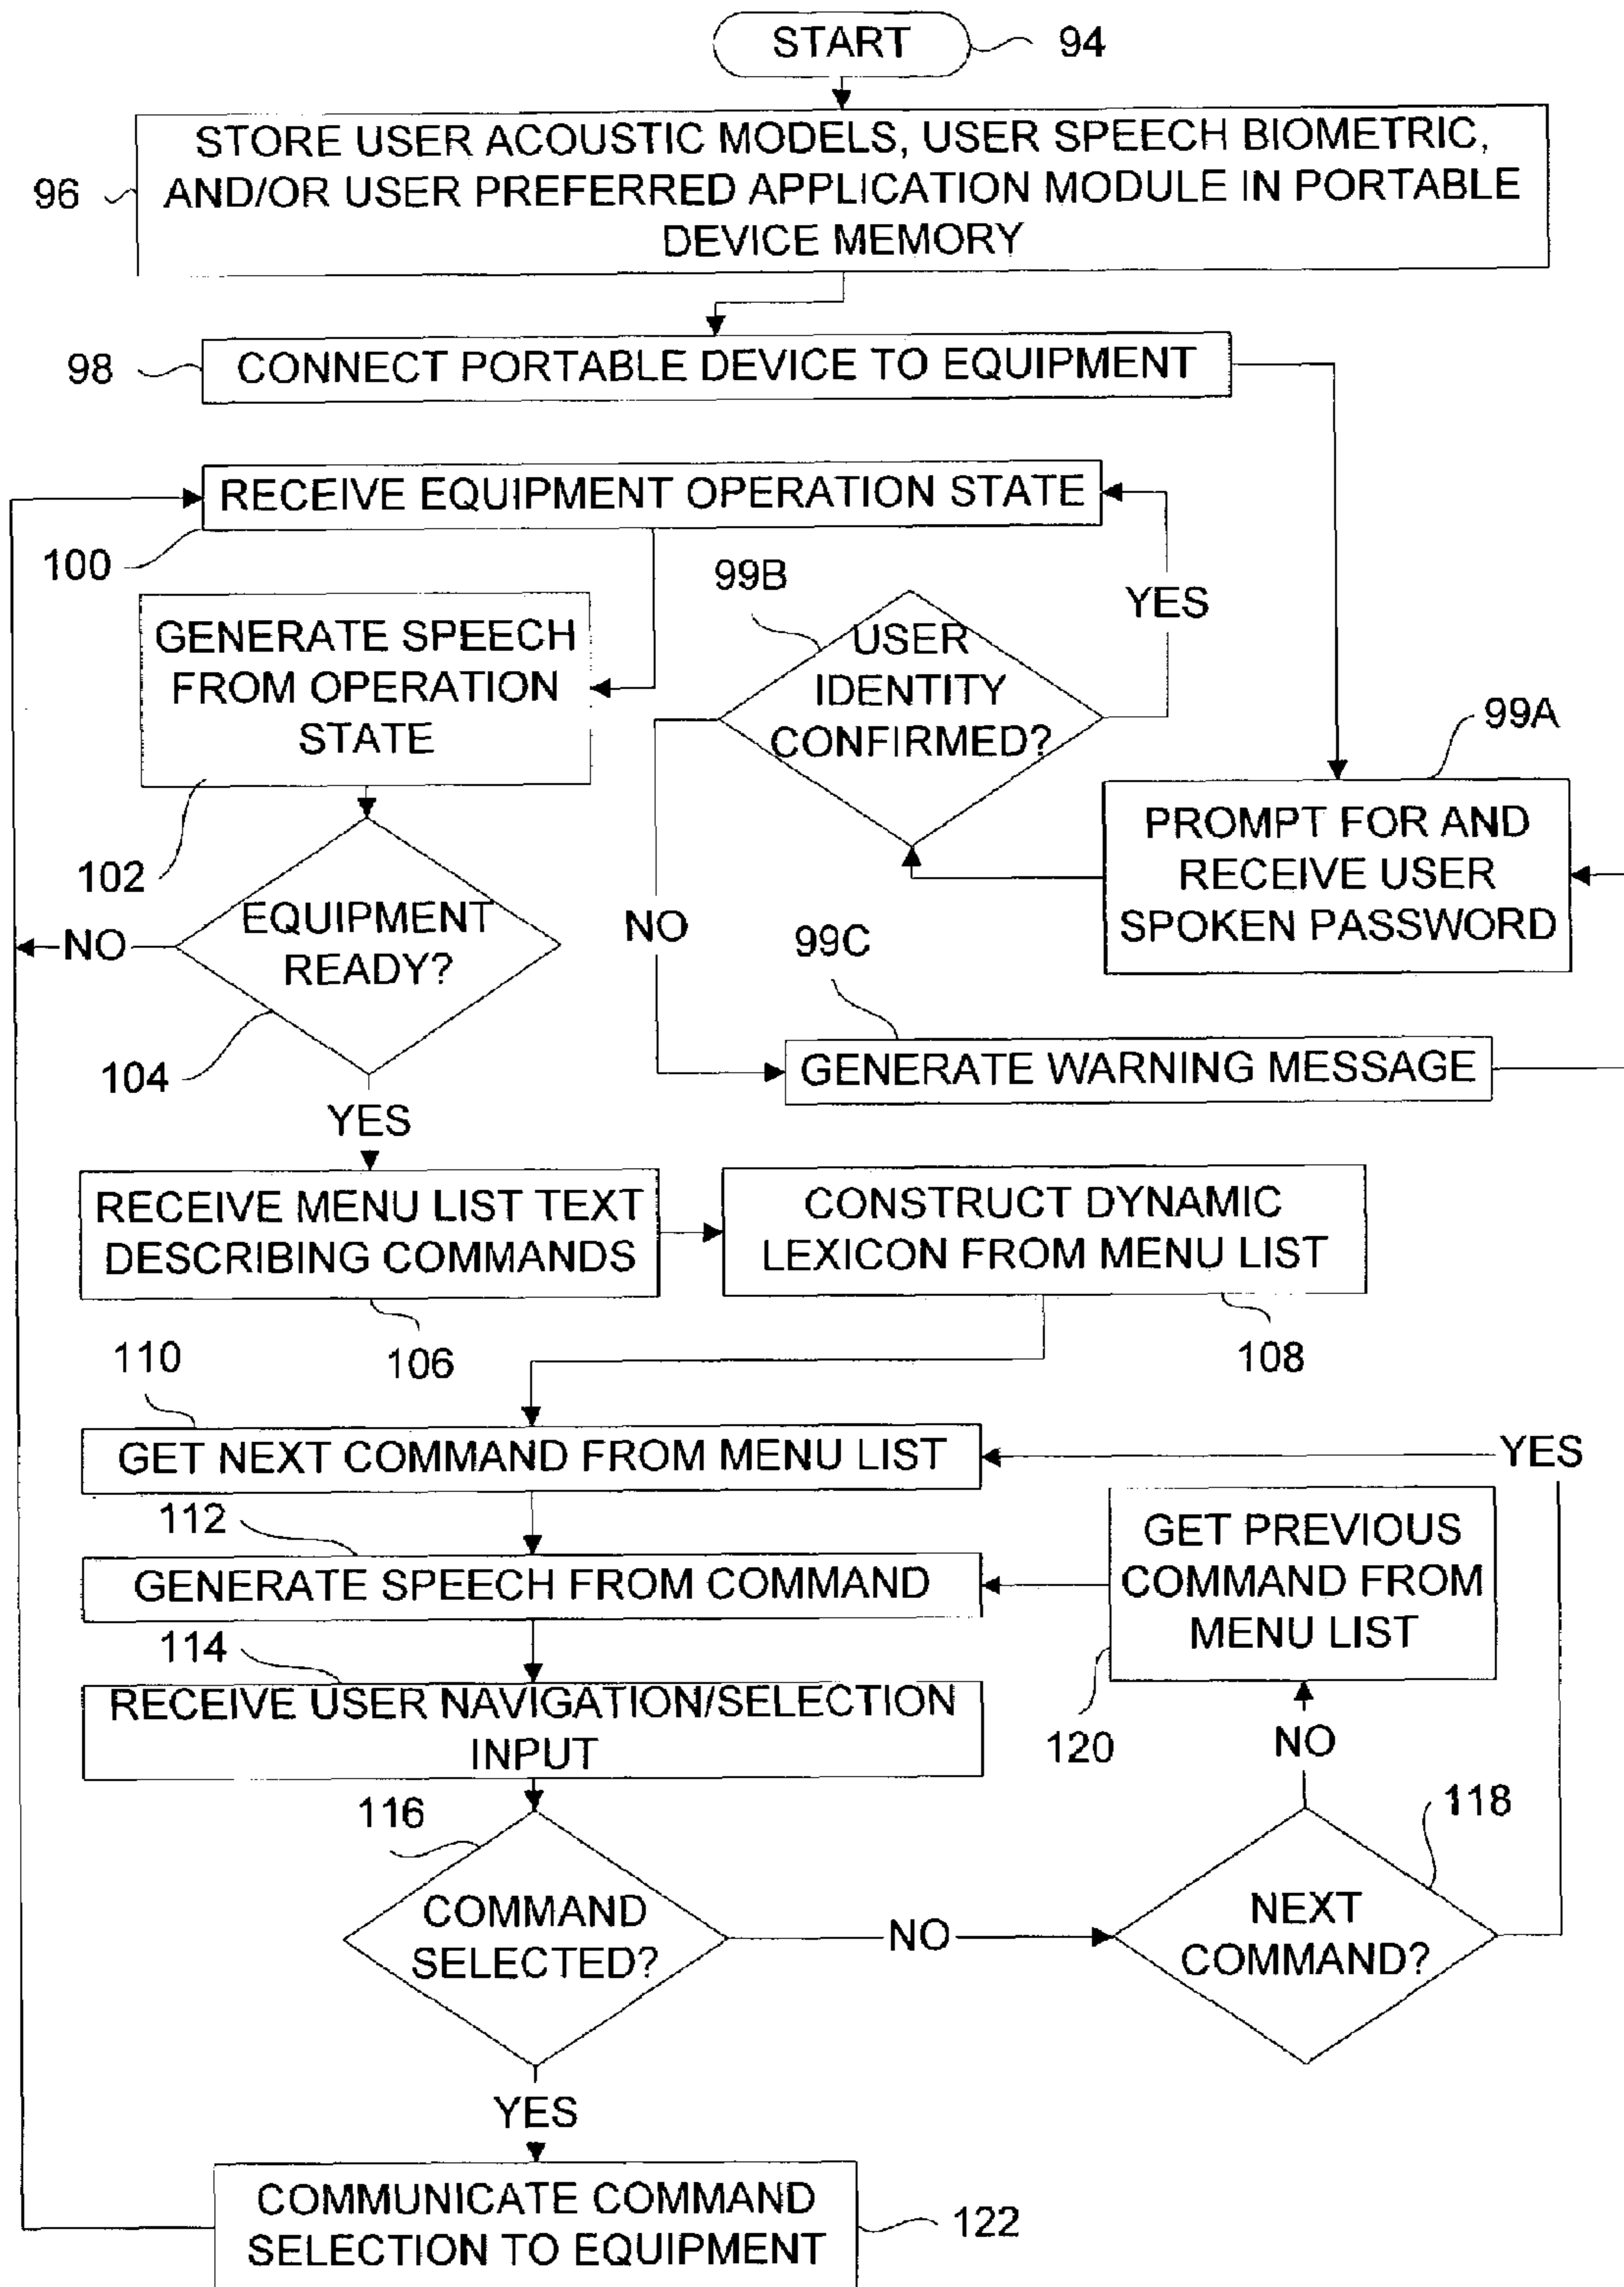 START
94
96
STORE USER ACOUSTIC MODELS, USER SPEECH BIOMETRIC,
AND/OR USER PREFERRED APPLICATION MODULE IN PORTABLE
DEVICE MEMORY
98
CONNECT PORTABLE DEVICE TO EQUIPMENT
RECEIVE EQUIPMENT OPERATION STATE
100
99B
YES
GENERATE SPEECH
FROM OPERATION
STATE
USER
IDENTITY
CONFIRMED?
99A
102
PROMPT FOR AND
RECEIVE USER
SPOKEN PASSWORD
NO
EQUIPMENT
READY?
NO
99C
104
GENERATE WARNING MESSAGE
YES
RECEIVE MENU LIST TEXT
DESCRIBING COMMANDS
CONSTRUCT DYNAMIC
LEXICON FROM MENU LIST
110
106
108
GET NEXT COMMAND FROM MENU LIST
YES
112
GENERATE SPEECH FROM COMMAND
GET PREVIOUS
COMMAND FROM
MENU LIST
114
RECEIVE USER NAVIGATION/SELECTION
INPUT
120
NO
116
118
COMMAND
SELECTED?
NO
NEXT
COMMAND?
YES
COMMUNICATE COMMAND
SELECTION TO EQUIPMENT
122